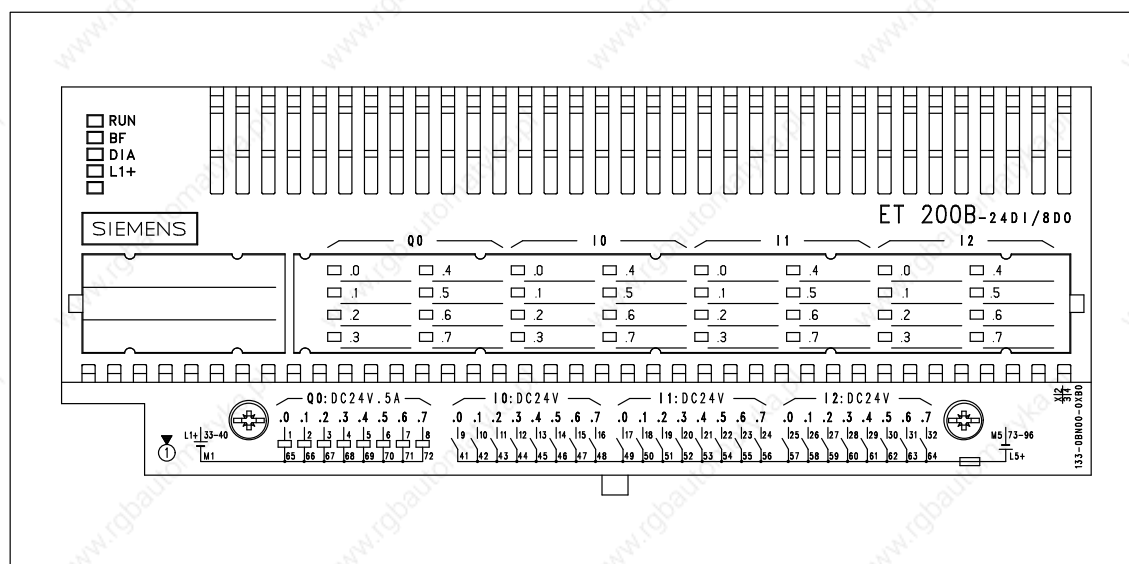 RUN
BF
DIA
L1+
SIEMENS
ET 200B-24DI/8DO
Q0 I0 I1 I2
.0 .4 .0 .4 .0 .4 .0 .4
.1 .5 .1 .5 .1 .5 .1 .5
.2 .6 .2 .6 .2 .6 .2 .6
.3 .7 .3 .7 .3 .7 .3 .7
Q0:DC24V.5A I0:DC24V I1:DC24V I2:DC24V
.0 .1 .2 .3 .4 .5 .6 .7 .0 .1 .2 .3 .4 .5 .6 .7 .0 .1 .2 .3 .4 .5 .6 .7 .0 .1 .2 .3 .4 .5 .6 .7
L1+ 33-40 1 2 3 4 5 6 7 8 9 10 11 12 13 14 15 16 17 18 19 20 21 22 23 24 25 26 27 28 29 30 31 32 M5 73-96
M1 65 66 67 68 69 70 71 72 41 42 43 44 45 46 47 48 49 50 51 52 53 54 55 56 57 58 59 60 61 62 63 64 L5+
1
X 2
3 4
133-0BN00-0XB0
www.rgbautomatyka.pl